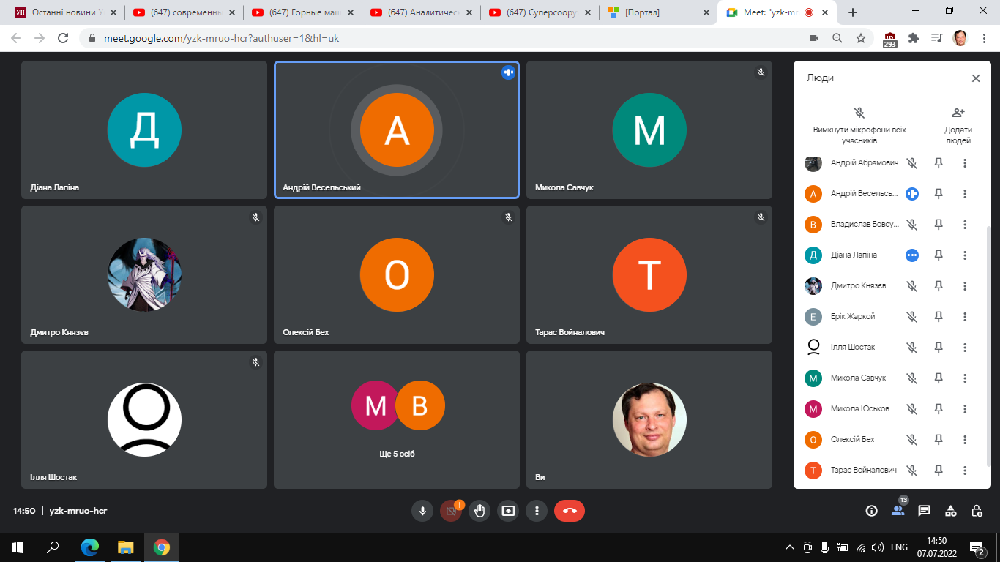 Останні новини У
(647) современнь
(647) Горные маш
(647) Аналитичес
(647) Суперсоору
[Портал]
Meet: "yzk-mr
meet.google.com/yzk-mruo-hcr?authuser=1&hl=uk
293
Д
Діана Лапіна
А
Андрій Весельський
М
Микола Савчук
Дмитро Князєв
О
Олексій Бех
Т
Тарас Войналович
Ілля Шостак
М В
Ще 5 осіб
Ви
Люди
Вимкнути мікрофони всіх
учасників
Додати
людей
Андрій Абрамович
А Андрій Весельсь...
В Владислав Бовсу...
Д Діана Лапіна
Дмитро Князєв
Е Ерік Жаркой
Ілля Шостак
М Микола Савчук
М Микола Юськов
О Олексій Бех
Т Тарас Войналович
14:50 | yzk-mruo-hcr
13
ENG
14:50
07.07.2022
2